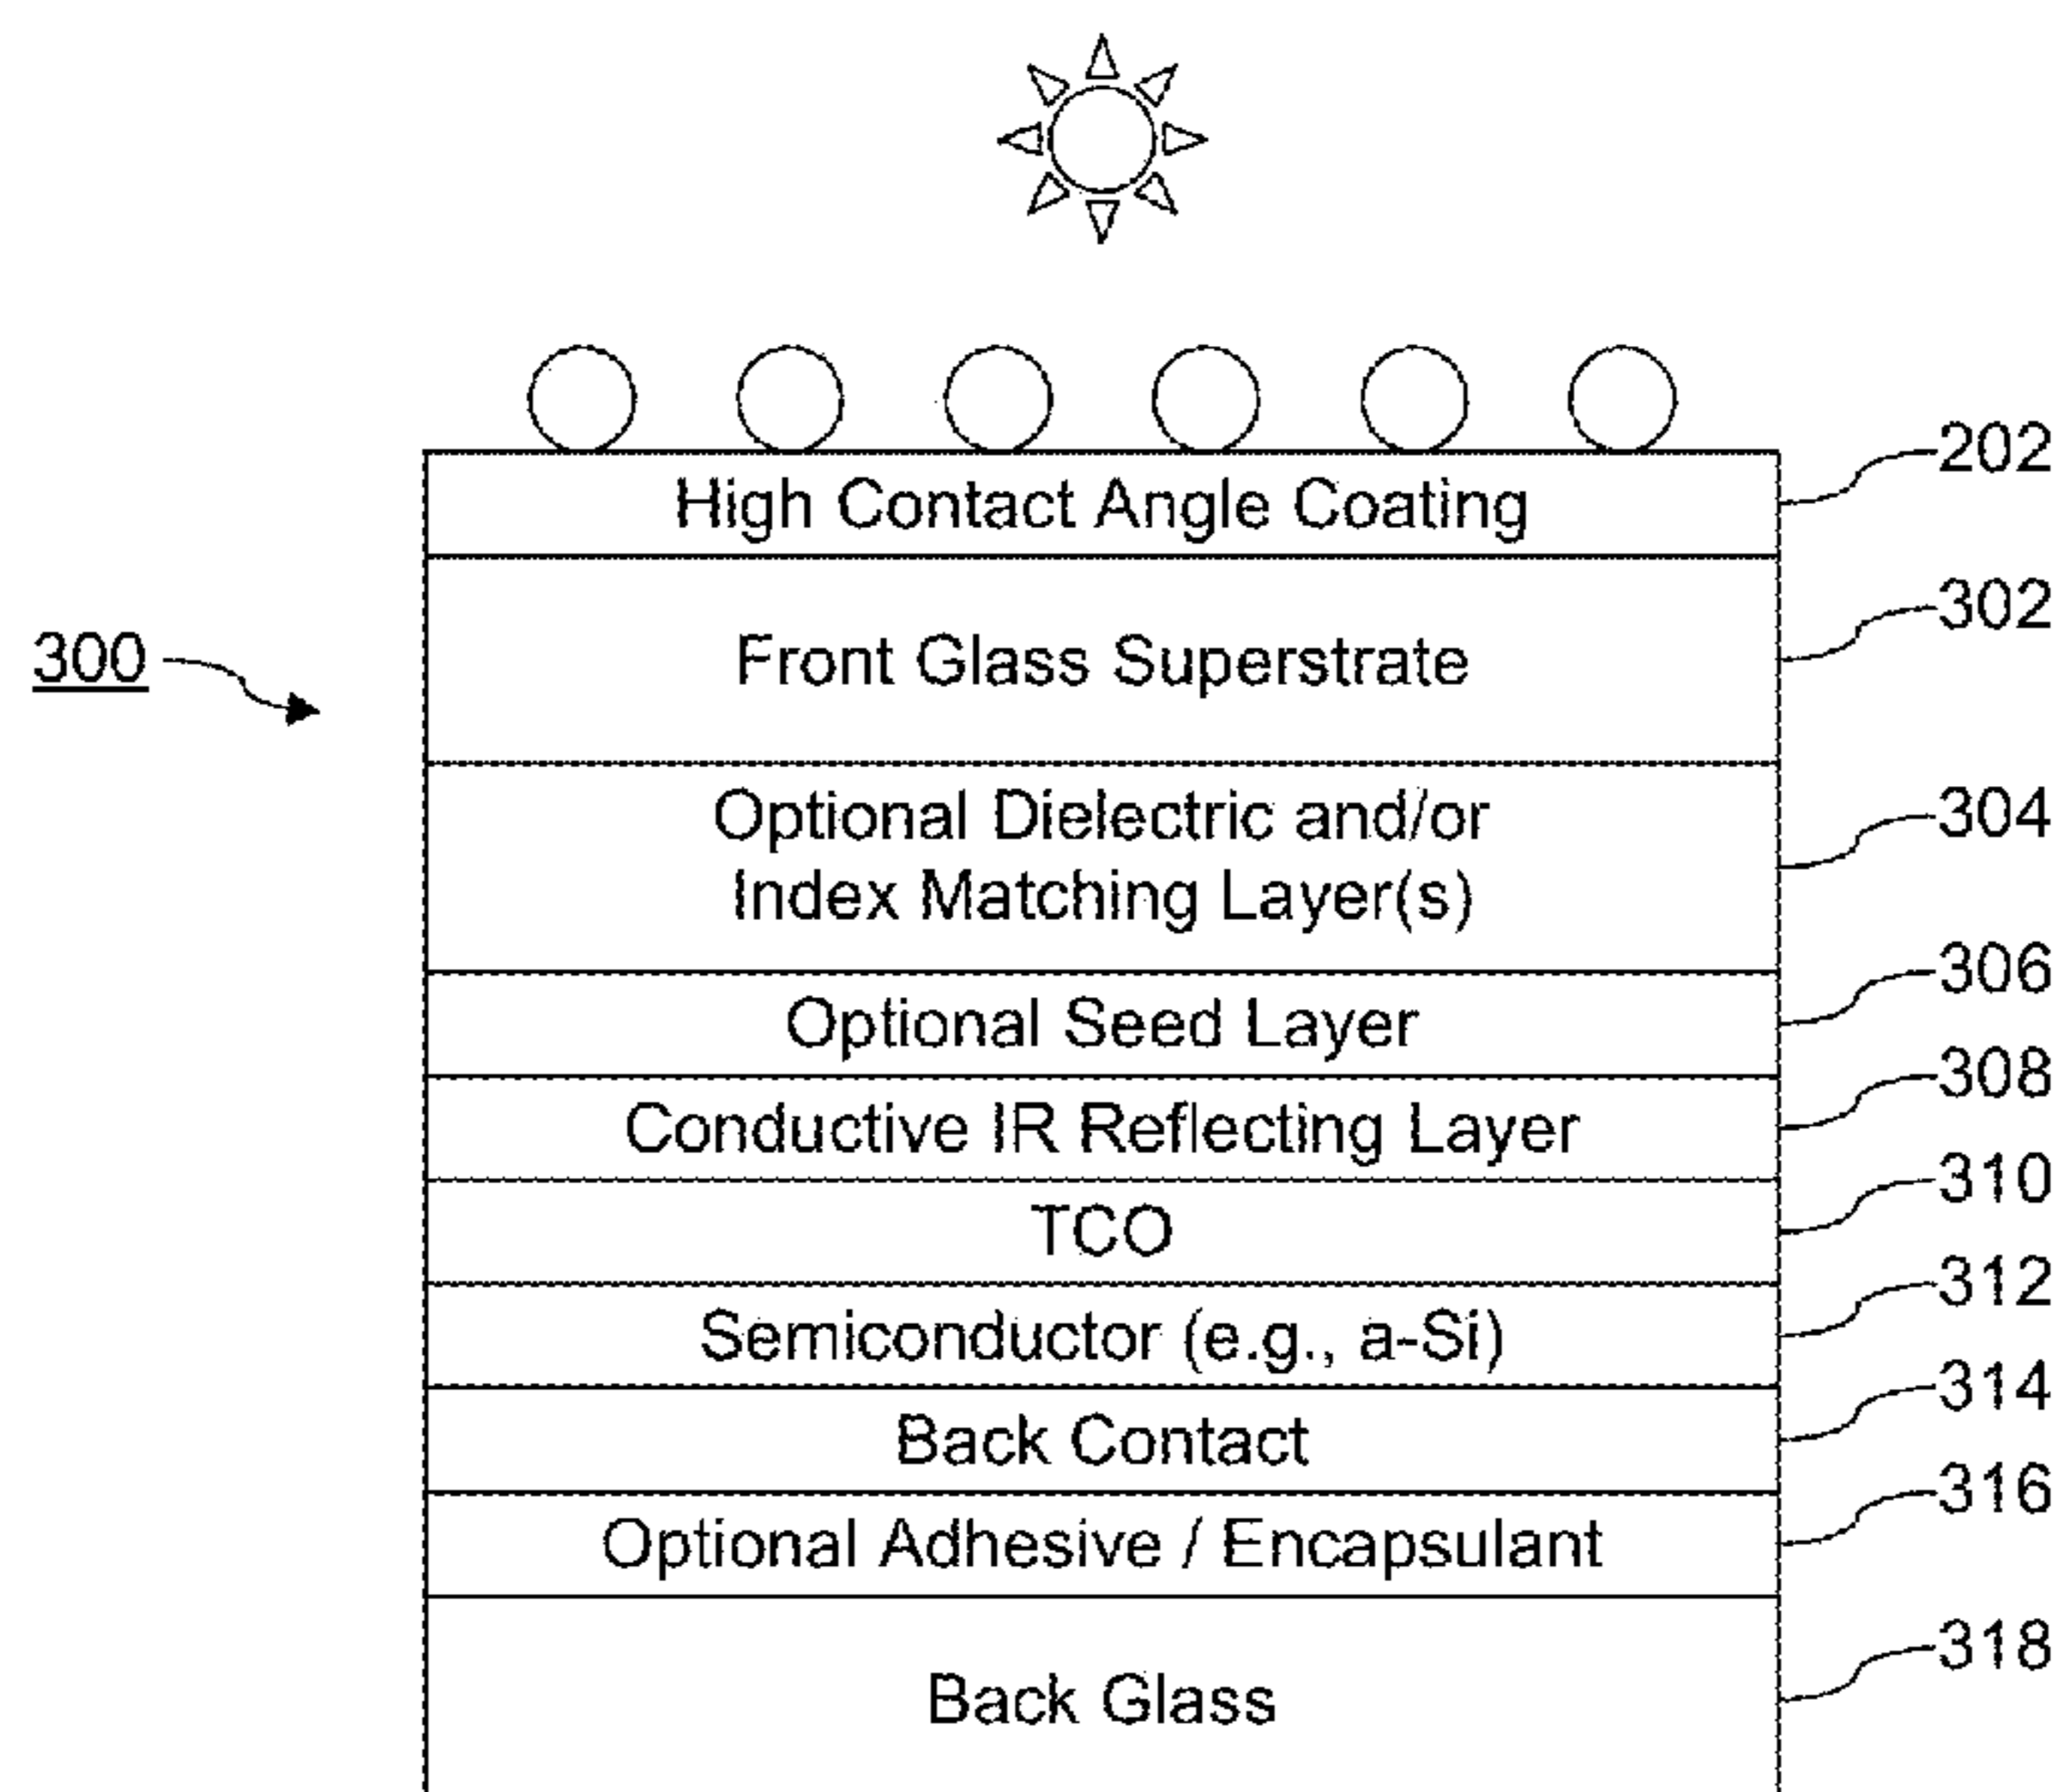 202
High Contact Angle Coating
302
300
Front Glass Superstrate
304
Optional Dielectric and/or
Index Matching Layer(s)
306
Optional Seed Layer
308
Conductive IR Reflecting Layer
310
TCO
312
Semiconductor (e.g., a-Si)
314
Back Contact
316
Optional Adhesive / Encapsulant
318
Back Glass